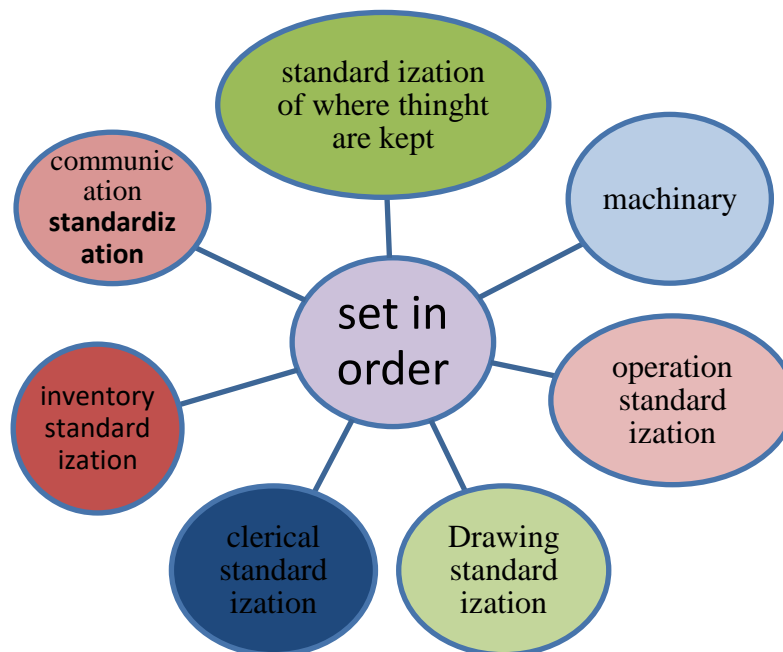 standard ization
of where thinght
are kept
communic
ation
standardiz
ation
machinary
set in
order
operation
standard
ization
inventory
standard
ization
clerical
standard
ization
Drawing
standard
ization